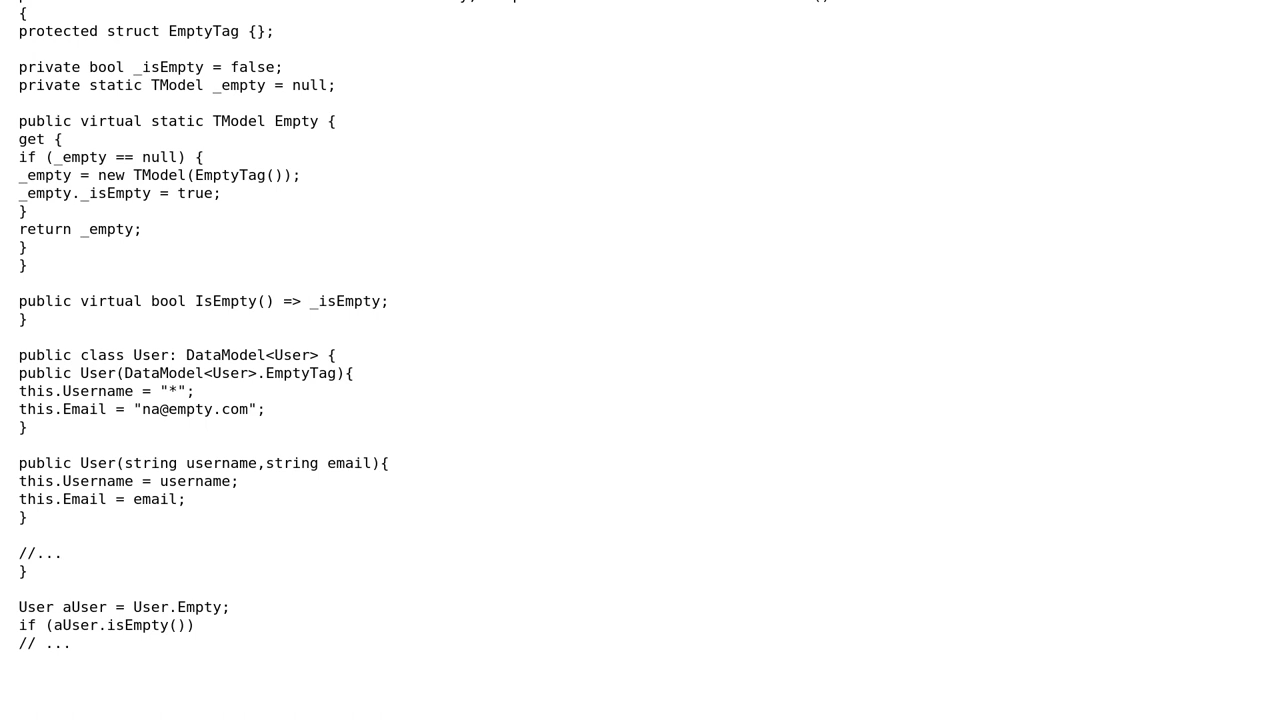 {
protected struct EmptyTag {};
private bool _isEmpty = false;
private static TModel _empty = null;
public virtual static TModel Empty {
get {
if (_empty == null) {
_empty = new TModel(EmptyTag());
_empty._isEmpty = true;
}
return _empty;
}
}
public virtual bool IsEmpty() => _isEmpty;
}
public class User: DataModel<User> {
public User(DataModel<User>.EmptyTag){
this.Username = "*";
this.Email = "na@empty.com";
}
public User(string username,string email){
this.Username = username;
this.Email = email;
}
//...
}
User aUser = User.Empty;
if (aUser.isEmpty())
// ...